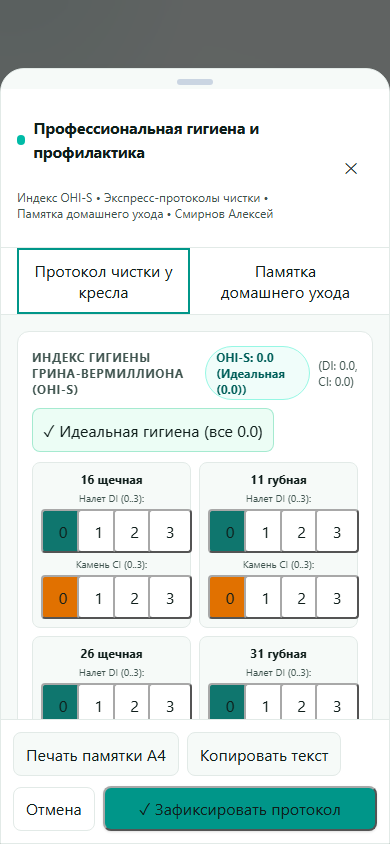 Профессиональная гигиена и
профилактика
Индекс OHI-S • Экспресс-протоколы чистки •
Памятка домашнего ухода • Смирнов Алексей
Протокол чистки у
кресла
Памятка
домашнего ухода
ИНДЕКС ГИГИЕНЫ
ГРИНА-ВЕРМИЛЛИОНА
(OHI-S)
OHI-S: 0.0
(Идеальная
(0.0))
(DI: 0.0,
CI: 0.0)
✓ Идеальная гигиена (все 0.0)
16 щечная
Налет DI (0..3):
0 1 2 3
Камень CI (0..3):
0 1 2 3
11 губная
Налет DI (0..3):
0 1 2 3
Камень CI (0..3):
0 1 2 3
26 щечная
Налет DI (0..3):
0 1 2 3
31 губная
Налет DI (0..3):
0 1 2 3
Печать памятки А4
Копировать текст
Отмена
✓ Зафиксировать протокол